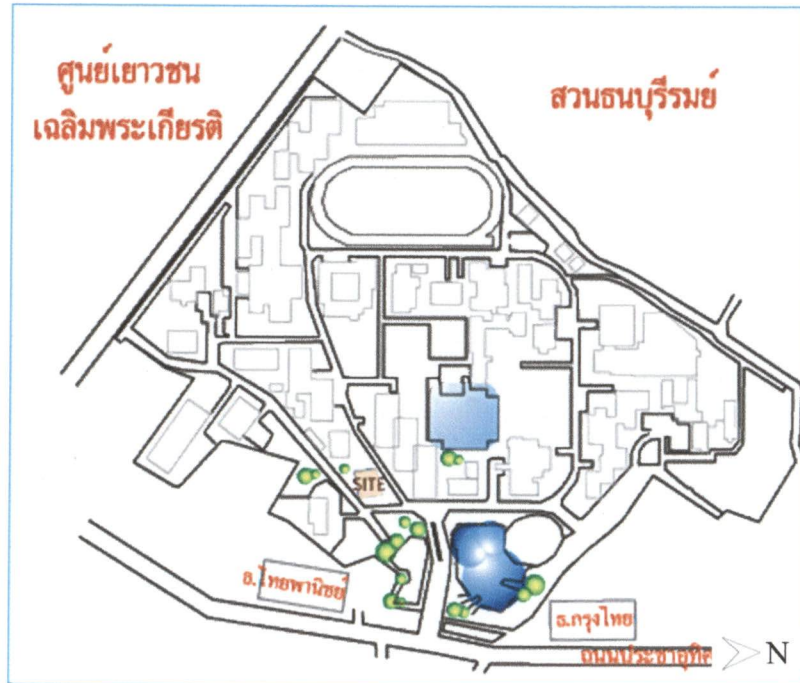 ศูนย์เยาวชน
เฉลิมพระเกียรติ
สวนธนบุรีรมย์
SITE
ธ.ไทยพานิชย์
ธ.กรุงไทย
ถนนประชาอุทิศ
N